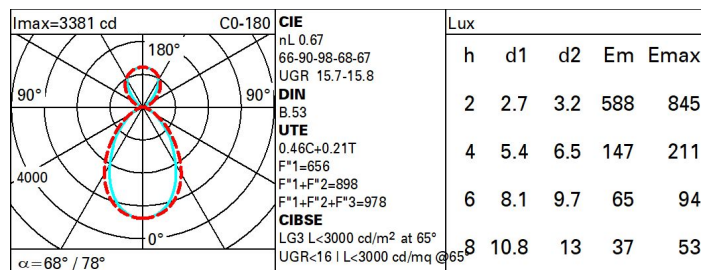 Imax=3381 cd C0-180
180°
90° 90°
4000
0°
α=68° / 78°
CIE
nL 0.67
66-90-98-68-67
UGR 15.7-15.8
DIN
B.53
UTE
0.46C+0.21T
F"1=656
F"1+F"2=898
F"1+F"2+F"3=978
CIBSE
LG3 L<3000 cd/m² at 65°
UGR<16 | L<3000 cd/mq @65°
Lux
h d1 d2 Em Emax
2 2.7 3.2 588 845
4 5.4 6.5 147 211
6 8.1 9.7 65 94
8 10.8 13 37 53